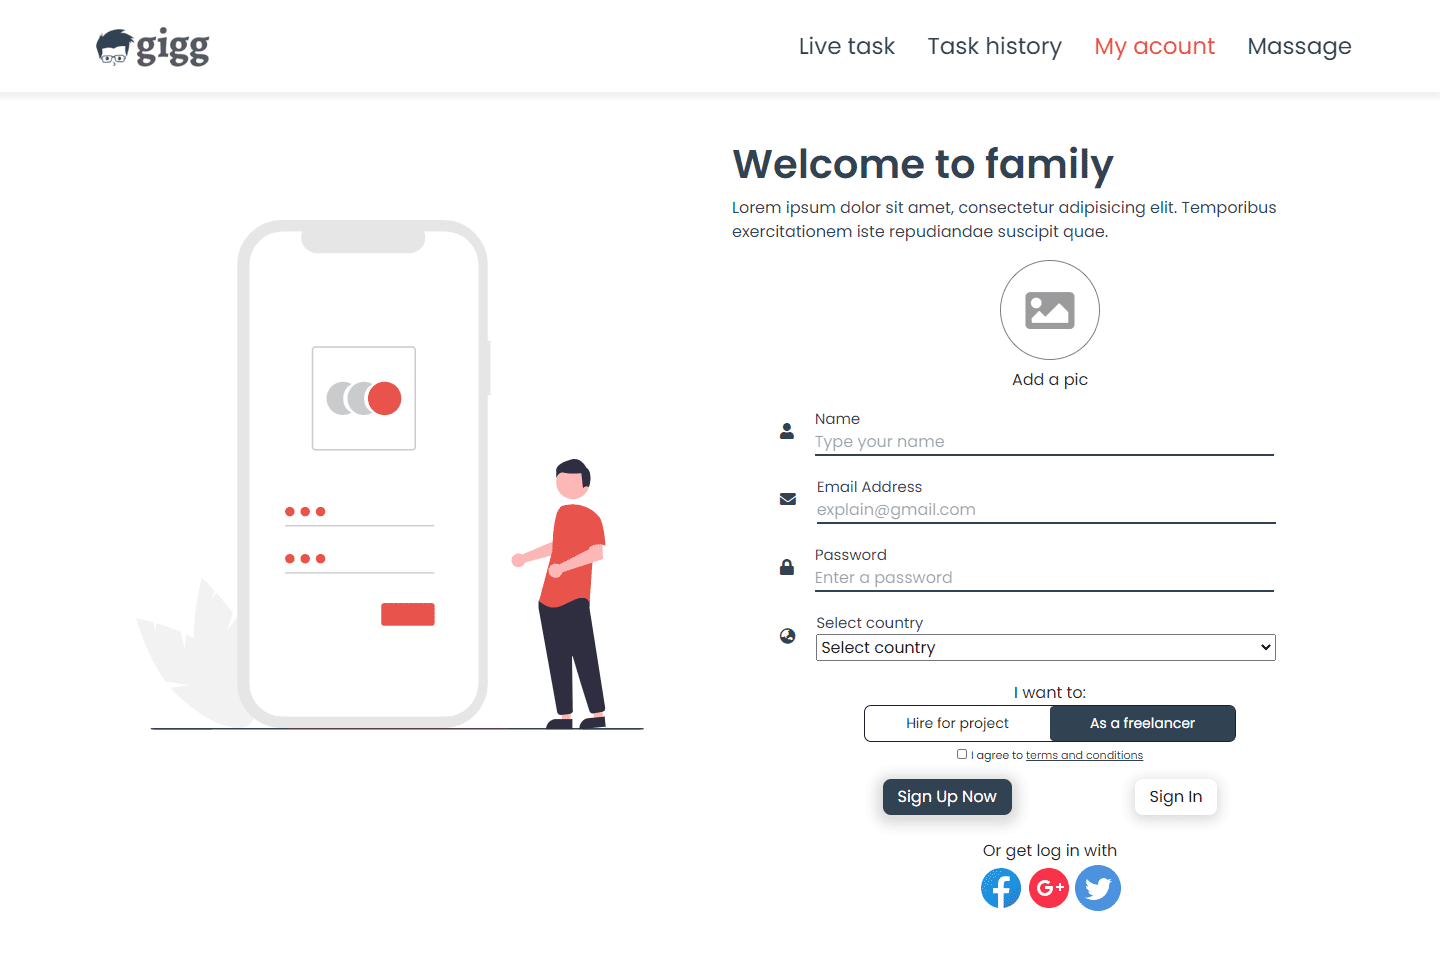 gigg
Live task
Task history
My acount
Massage
Welcome to family
Lorem ipsum dolor sit amet, consectetur adipisicing elit. Temporibus
exercitationem iste repudiandae suscipit quae.
Add a pic
Name
Type your name
Email Address
explain@gmail.com
Password
Enter a password
Select country
Select country
I want to:
Hire for project
As a freelancer
I agree to terms and conditions
Sign Up Now
Sign In
Or get log in with
G+